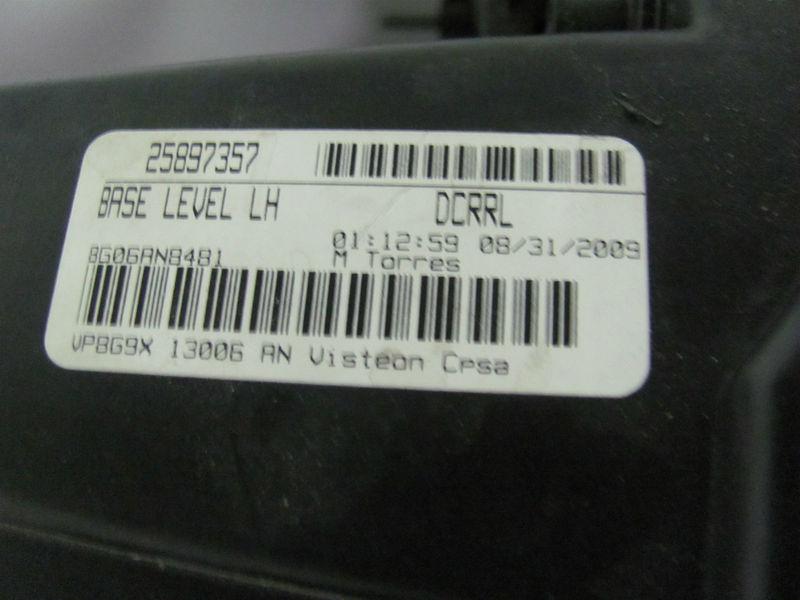 25897357
BASE LEVEL LH DCRRL
01:12:59 08/31/2009
8G06AN8481 M Torres
VP8G9X 13006 AN Visteon Cpsa